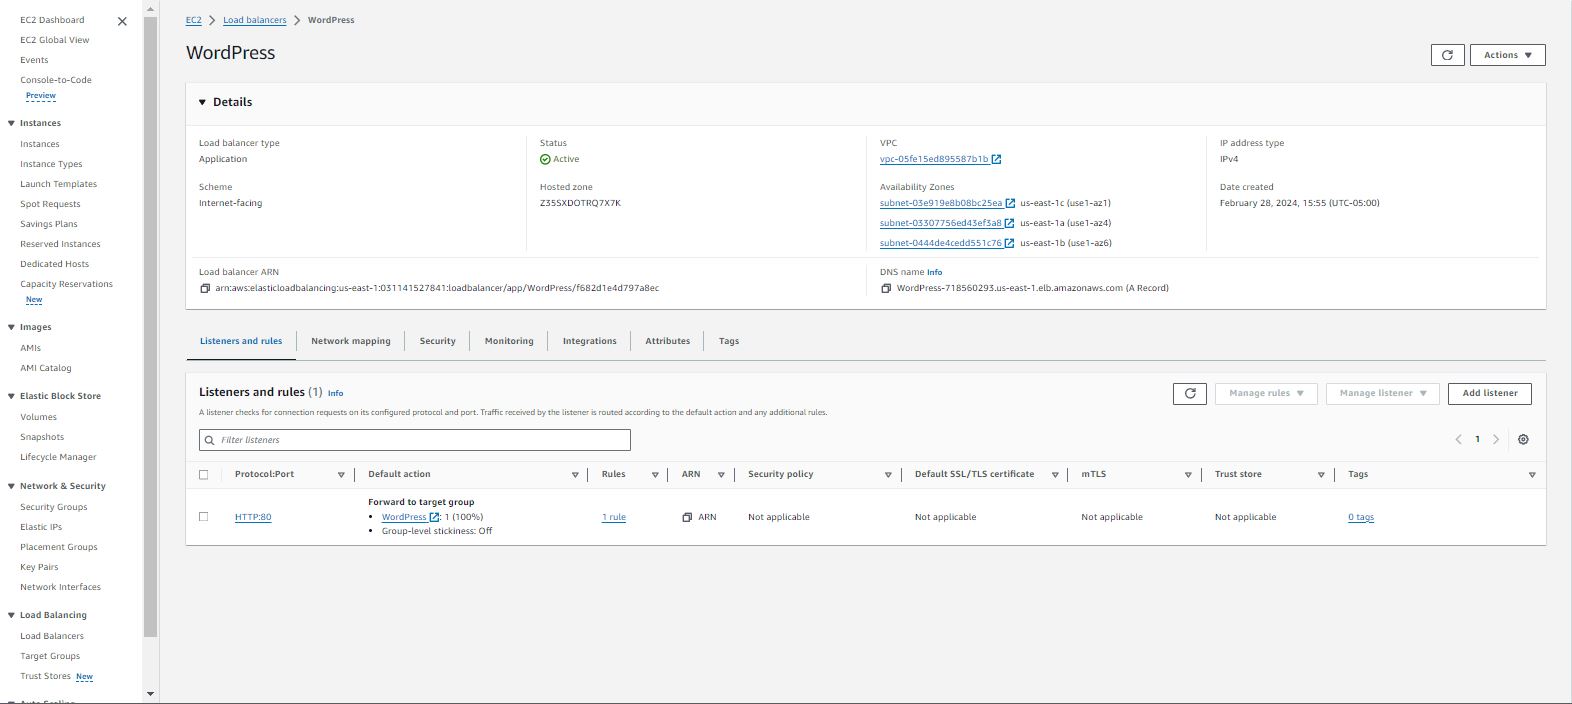 EC2 Dashboard
EC2 Global View
Events
Console-to-Code
Preview
Instances
Instances
Instance Types
Launch Templates
Spot Requests
Savings Plans
Reserved Instances
Dedicated Hosts
Capacity Reservations
New
Images
AMIs
AMI Catalog
Elastic Block Store
Volumes
Snapshots
Lifecycle Manager
Network & Security
Security Groups
Elastic IPs
Placement Groups
Key Pairs
Network Interfaces
Load Balancing
Load Balancers
Target Groups
Trust Stores New
Auto Scaling
EC2 > Load balancers > WordPress
WordPress
Actions
Details
Load balancer type
Application
Status
Active
VPC
vpc-05fe15ed895587b1b
IP address type
IPv4
Scheme
Internet-facing
Hosted zone
Z35SXDOTRQ7X7K
Availability Zones
subnet-03e919e8b08bc25ea us-east-1c (use1-az1)
subnet-03307756ed43ef3a8 us-east-1a (use1-az4)
subnet-0444de4cedd551c76 us-east-1b (use1-az6)
Date created
February 28, 2024, 15:55 (UTC-05:00)
Load balancer ARN
arn:aws:elasticloadbalancing:us-east-1:031141527841:loadbalancer/app/WordPress/f682d1e4d797a8ec
DNS name Info
WordPress-718560293.us-east-1.elb.amazonaws.com (A Record)
Listeners and rules Network mapping Security Monitoring Integrations Attributes Tags
Listeners and rules (1) Info
Manage rules Manage listener Add listener
A listener checks for connection requests on its configured protocol and port. Traffic received by the listener is routed according to the default action and any additional rules.
Filter listeners
1
Protocol:Port Default action Rules ARN Security policy Default SSL/TLS certificate mTLS Trust store Tags
Forward to target group
HTTP:80 • WordPress : 1 (100%) 1 rule ARN Not applicable Not applicable Not applicable Not applicable 0 tags
• Group-level stickiness: Off